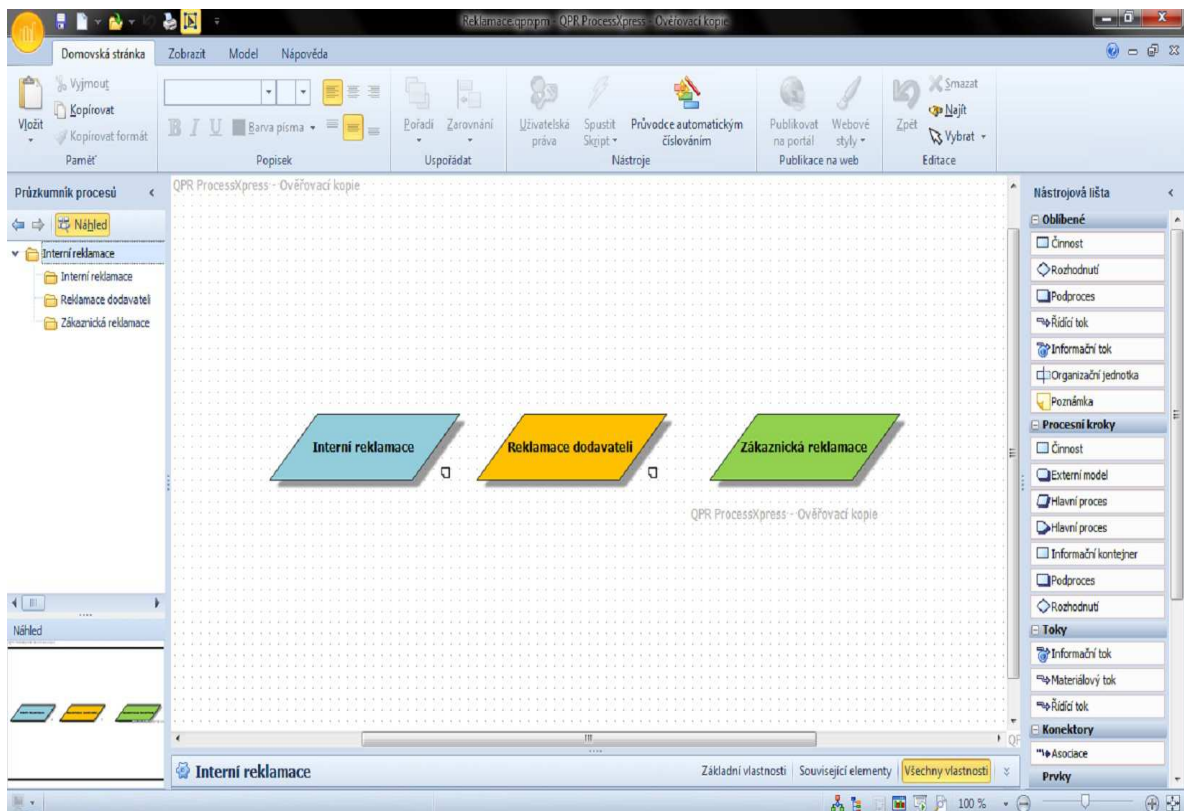 Reklamace.qprpm - QPR ProcessXpress - Ověřovací kopie
Domovská stránka Zobrazit Model Nápověda
Vložit
Vyjmout
Kopírovat
Kopírovat formát
Paměť
B I U Barva písma
Popisek
Pořadí Zarovnání
Uspořádat
Uživatelská práva
Spustit Skript
Průvodce automatickým číslováním
Nástroje
Publikovat na portál
Webové styly
Publikace na web
Zpět
Smazat
Najít
Vybrat
Editace
Průzkumník procesů
Náhled
Interní reklamace
Interní reklamace
Reklamace dodavateli
Zákaznická reklamace
Náhled
QPR ProcessXpress - Ověřovací kopie
Interní reklamace
Reklamace dodavateli
Zákaznická reklamace
QPR ProcessXpress - Ověřovací kopie
QP
Interní reklamace
Základní vlastnosti Související elementy Všechny vlastnosti
Nástrojová lišta
Oblíbené
Činnost
Rozhodnutí
Podproces
Řídící tok
Informační tok
Organizační jednotka
Poznámka
Procesní kroky
Činnost
Externí model
Hlavní proces
Hlavní proces
Informační kontejner
Podproces
Rozhodnutí
Toky
Informační tok
Materiálový tok
Řídící tok
Konektory
Asociace
Prvky
100 %